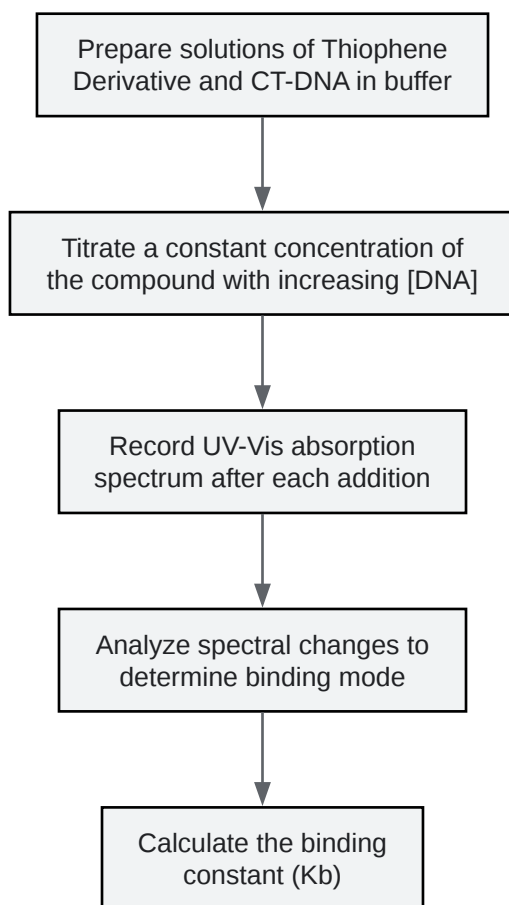 Prepare solutions of Thiophene
Derivative and CT-DNA in buffer
Titrate a constant concentration of
the compound with increasing [DNA]
Record UV-Vis absorption
spectrum after each addition
Analyze spectral changes to
determine binding mode
Calculate the binding
constant (Kb)